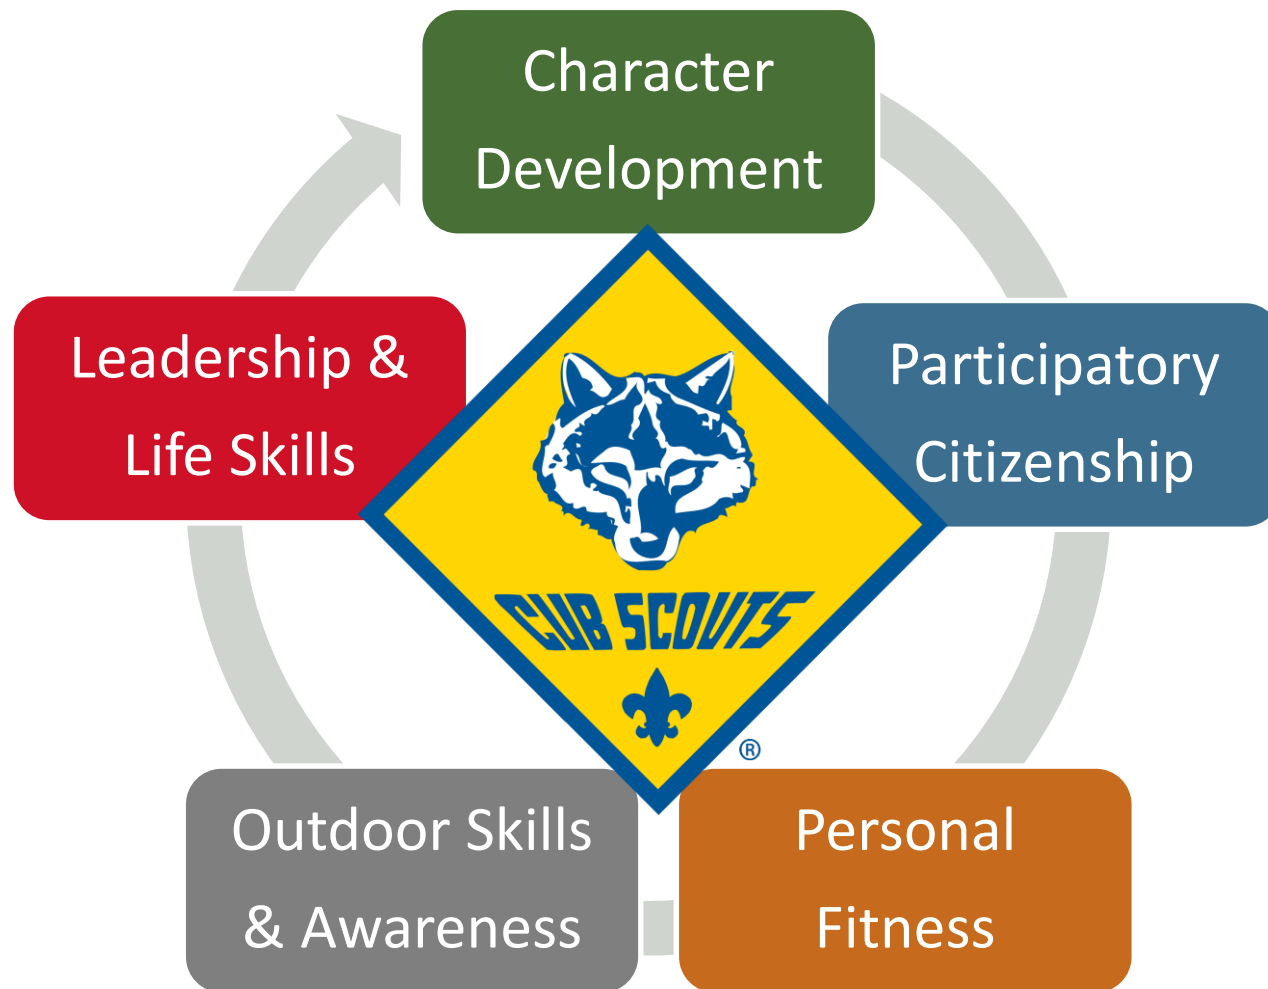 Character
Development
Leadership &
Life Skills
Participatory
Citizenship
CUB SCOUTS
®
Outdoor Skills
& Awareness
Personal
Fitness